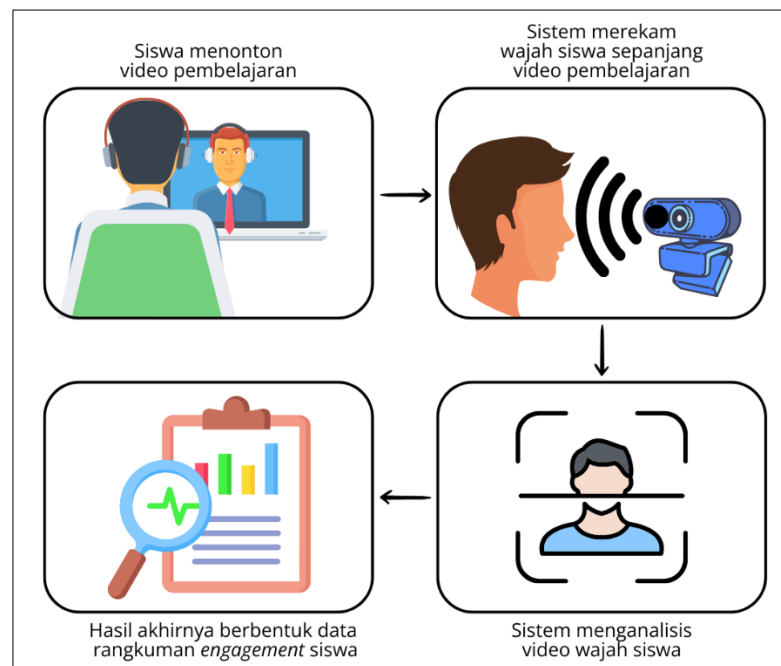 Siswa menonton
video pembelajaran
Sistem merekam
wajah siswa sepanjang
video pembelajaran
Sistem menganalisis
video wajah siswa
Hasil akhirnya berbentuk data
rangkuman engagement siswa